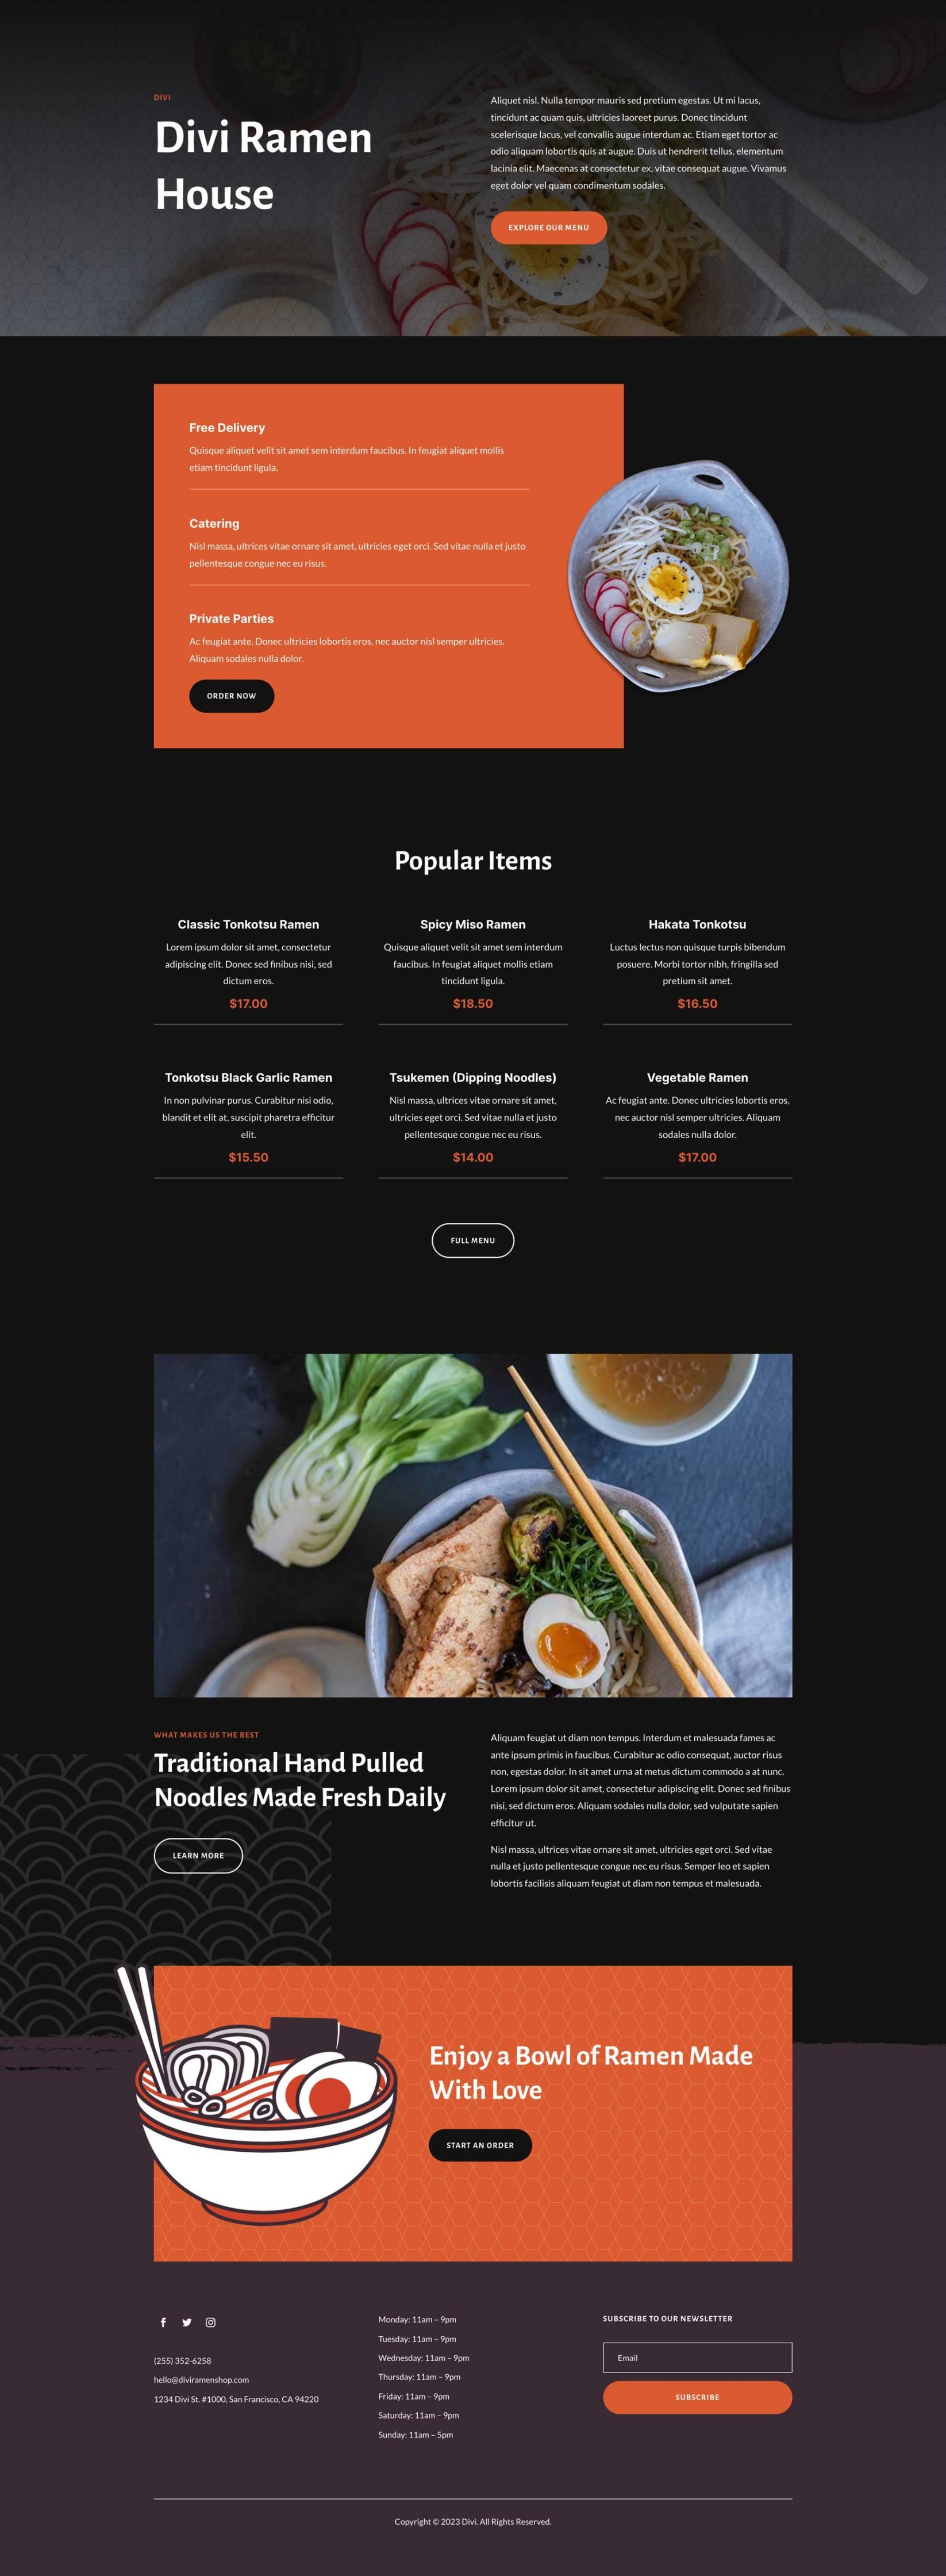 DIVI
Divi Ramen
House
Aliquet nisl. Nulla tempor mauris sed pretium egestas. Ut mi lacus,
tincidunt ac quam quis, ultricies laoreet purus. Donec tincidunt
scelerisque lacus, vel convallis augue interdum ac. Etiam eget tortor ac
odio aliquam lobortis quis at augue. Duis ut hendrerit tellus, elementum
lacinia elit. Maecenas at consectetur ex, vitae consequat augue. Vivamus
eget dolor vel quam condimentum sodales.
EXPLORE OUR MENU
Free Delivery
Quisque aliquet velit sit amet sem interdum faucibus. In feugiat aliquet mollis
etiam tincidunt ligula.
Catering
Nisl massa, ultrices vitae ornare sit amet, ultricies eget orci. Sed vitae nulla et justo
pellentesque congue nec eu risus.
Private Parties
Ac feugiat ante. Donec ultricies lobortis eros, nec auctor nisl semper ultricies.
Aliquam sodales nulla dolor.
ORDER NOW
Popular Items
Classic Tonkotsu Ramen
Lorem ipsum dolor sit amet, consectetur
adipiscing elit. Donec sed finibus nisi, sed
dictum eros.
$17.00
Spicy Miso Ramen
Quisque aliquet velit sit amet sem interdum
faucibus. In feugiat aliquet mollis etiam
tincidunt ligula.
$18.50
Hakata Tonkotsu
Luctus lectus non quisque turpis bibendum
posuere. Morbi tortor nibh, fringilla sed
pretium sit amet.
$16.50
Tonkotsu Black Garlic Ramen
In non pulvinar purus. Curabitur nisi odio,
blandit et elit at, suscipit pharetra efficitur
elit.
$15.50
Tsukemen (Dipping Noodles)
Nisl massa, ultrices vitae ornare sit amet,
ultricies eget orci. Sed vitae nulla et justo
pellentesque congue nec eu risus.
$14.00
Vegetable Ramen
Ac feugiat ante. Donec ultricies lobortis eros,
nec auctor nisl semper ultricies. Aliquam
sodales nulla dolor.
$17.00
FULL MENU
WHAT MAKES US THE BEST
Traditional Hand Pulled
Noodles Made Fresh Daily
LEARN MORE
Aliquam feugiat ut diam non tempus. Interdum et malesuada fames ac
ante ipsum primis in faucibus. Curabitur ac odio consequat, auctor risus
non, egestas dolor. In sit amet urna at metus dictum commodo a at nunc.
Lorem ipsum dolor sit amet, consectetur adipiscing elit. Donec sed finibus
nisi, sed dictum eros. Aliquam sodales nulla dolor, sed vulputate sapien
efficitur ut.
Nisl massa, ultrices vitae ornare sit amet, ultricies eget orci. Sed vitae
nulla et justo pellentesque congue nec eu risus. Semper leo et sapien
lobortis facilisis aliquam feugiat ut diam non tempus et malesuada.
Enjoy a Bowl of Ramen Made
With Love
START AN ORDER
(255) 352-6258
hello@diviramenshop.com
1234 Divi St. #1000, San Francisco, CA 94220
Monday: 11am – 9pm
Tuesday: 11am – 9pm
Wednesday: 11am – 9pm
Thursday: 11am – 9pm
Friday: 11am – 9pm
Saturday: 11am – 9pm
Sunday: 11am – 5pm
SUBSCRIBE TO OUR NEWSLETTER
Email
SUBSCRIBE
Copyright © 2023 Divi. All Rights Reserved.